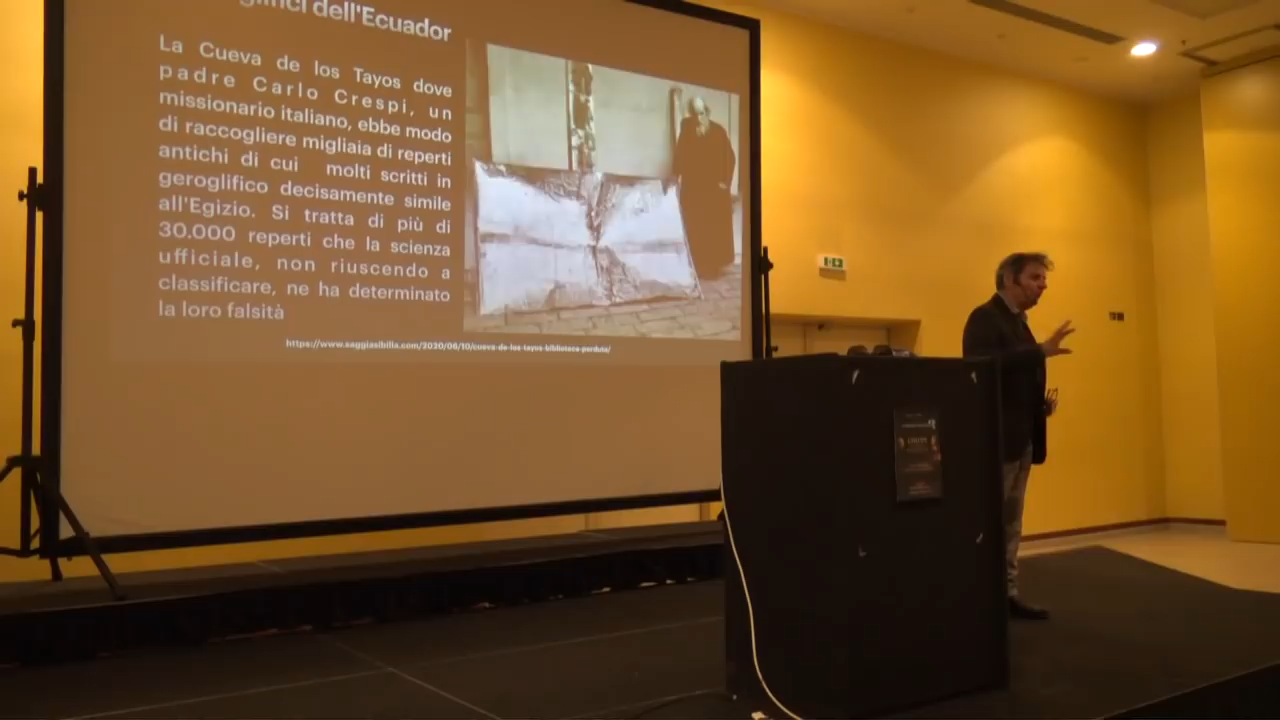 dell'Ecuador
La Cueva de los Tayos dove
padre Carlo Crespi, un
missionario italiano, ebbe modo
di raccogliere migliaia di reperti
antichi di cui molti scritti in
geroglifico decisamente simile
all'Egizio. Si tratta di più di
30.000 reperti che la scienza
ufficiale, non riuscendo a
classificare, ne ha determinato
la loro falsità
https://www.saggiasibilla.com/2020/06/10/cueva-de-los-tayos-biblioteca-perduta/